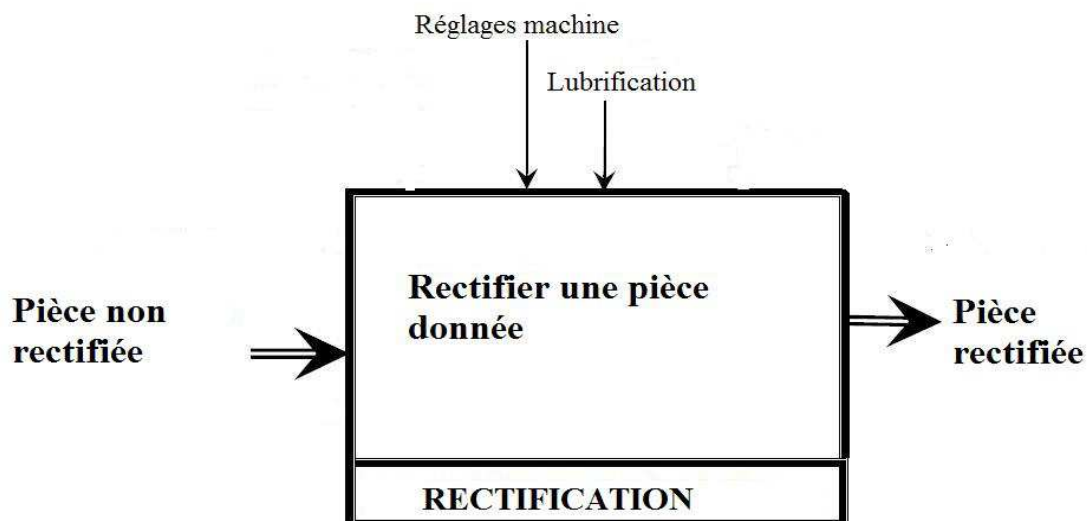 Réglages machine
Lubrification
Rectifier une pièce
donnée
Pièce non
rectifiée
Pièce
rectifiée
RECTIFICATION